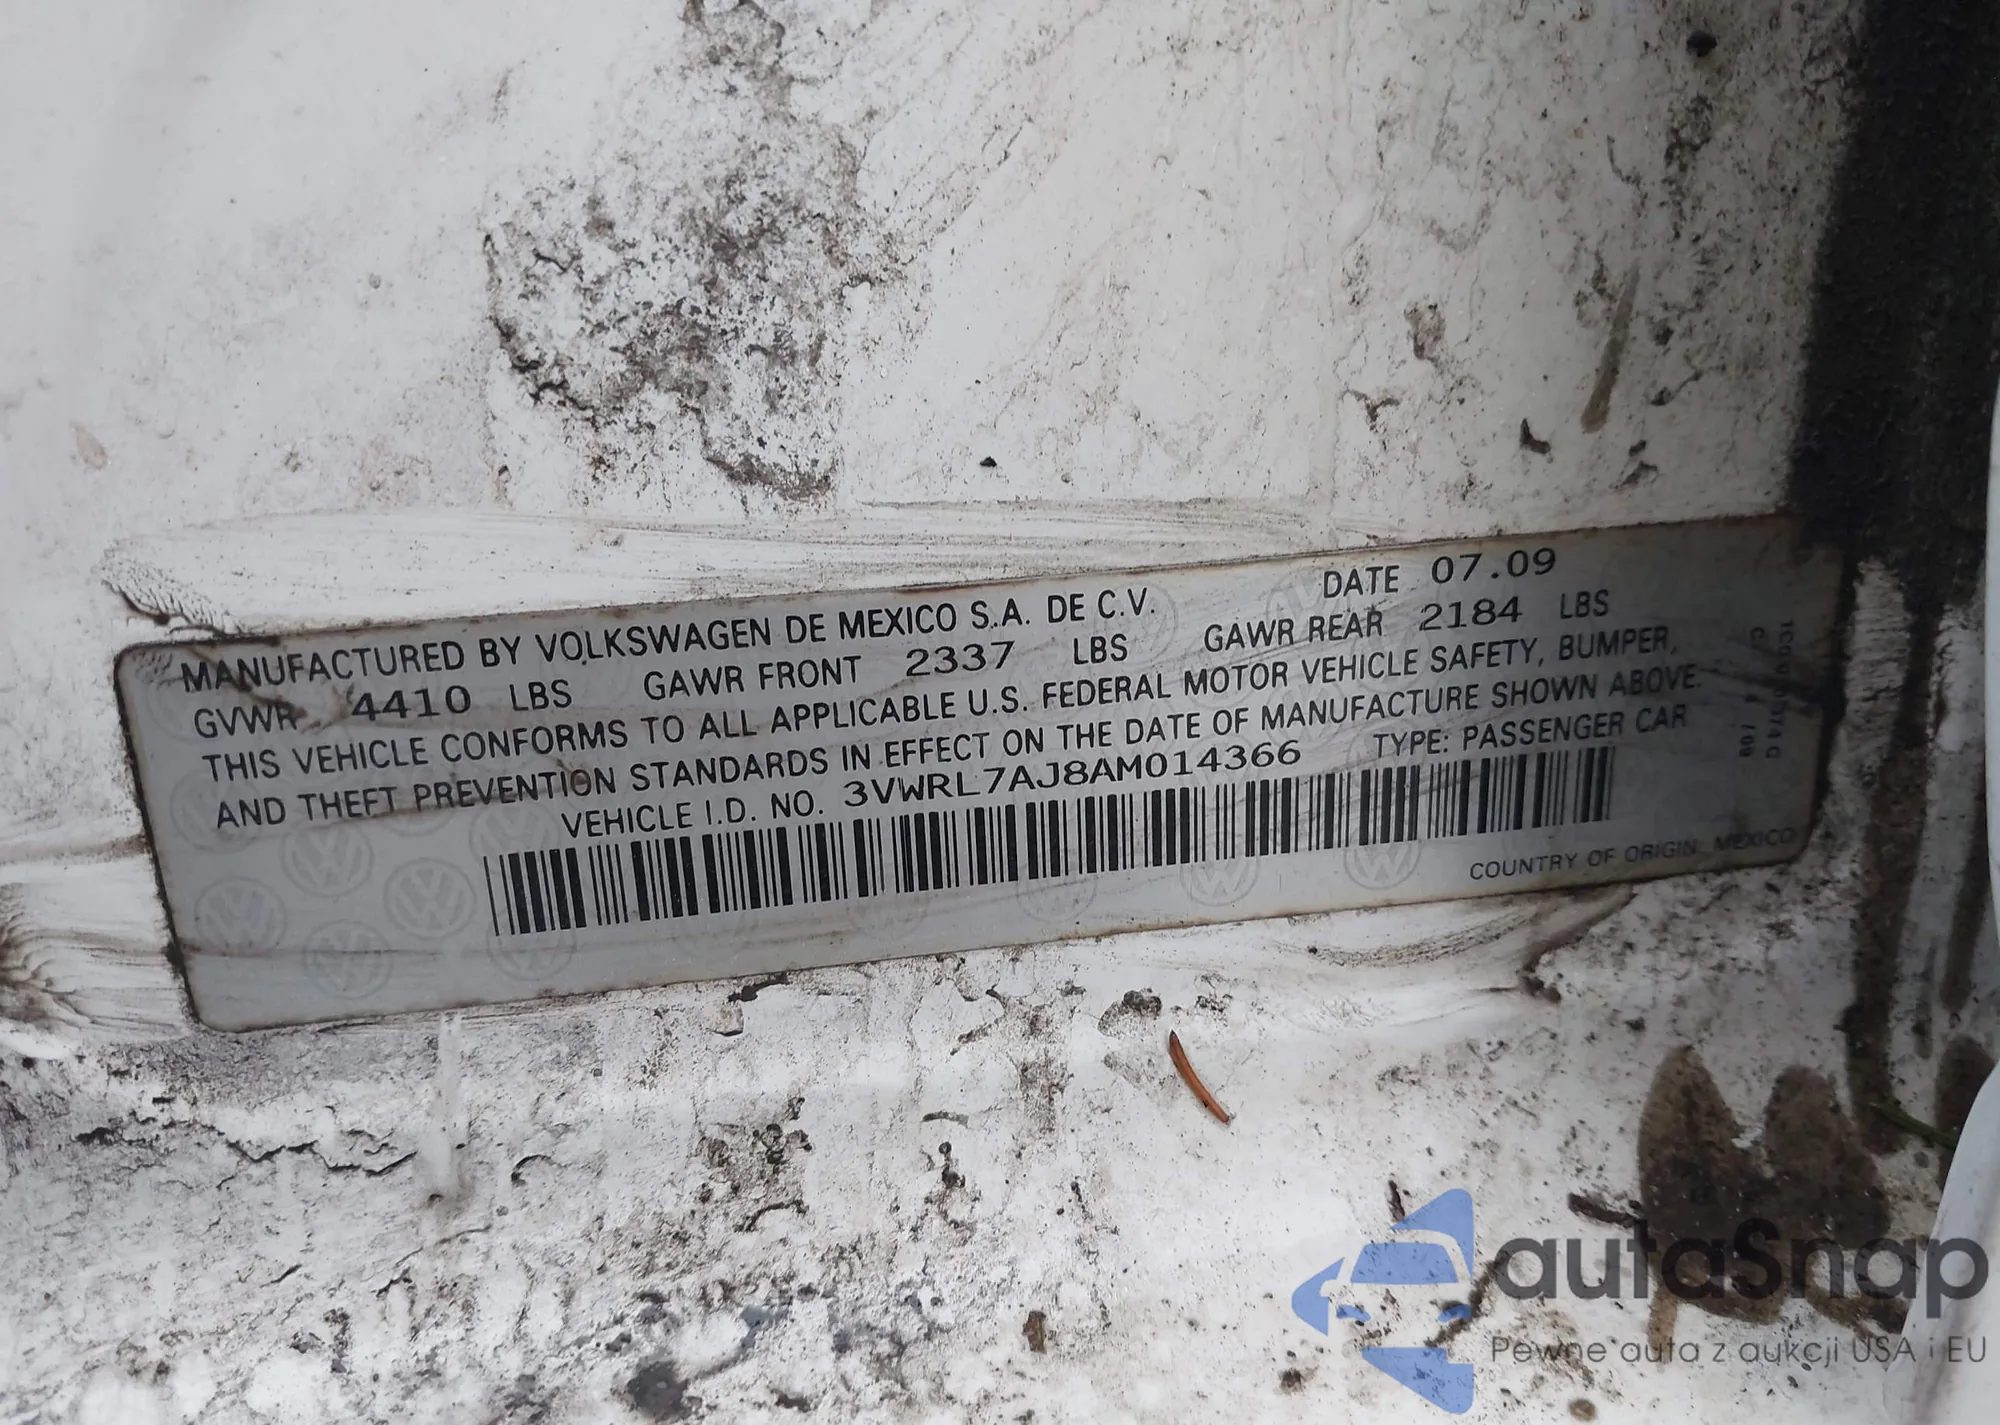 MANUFACTURED BY VOLKSWAGEN DE MEXICO S.A. DE C.V. DATE 07.09
GVWR 4410 LBS GAWR FRONT 2337 LBS GAWR REAR 2184 LBS
THIS VEHICLE CONFORMS TO ALL APPLICABLE U.S. FEDERAL MOTOR VEHICLE SAFETY, BUMPER,
AND THEFT PREVENTION STANDARDS IN EFFECT ON THE DATE OF MANUFACTURE SHOWN ABOVE.
VEHICLE I.D. NO. 3VWRL7AJ8AM014366 TYPE: PASSENGER CAR
COUNTRY OF ORIGIN MEXICO
autaSnap
Pewne auta z aukcji USA i EU